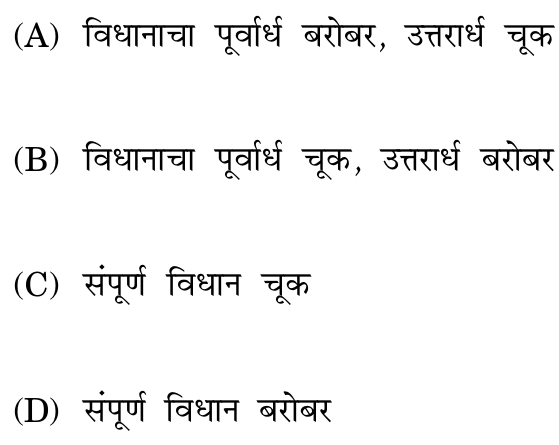 (A) विधानाचा पूर्वार्ध बरोबर, उत्तरार्ध चूक
(B) विधानाचा पूर्वार्ध चूक, उत्तरार्ध बरोबर
(C) संपूर्ण विधान चूक
(D) संपूर्ण विधान बरोबर